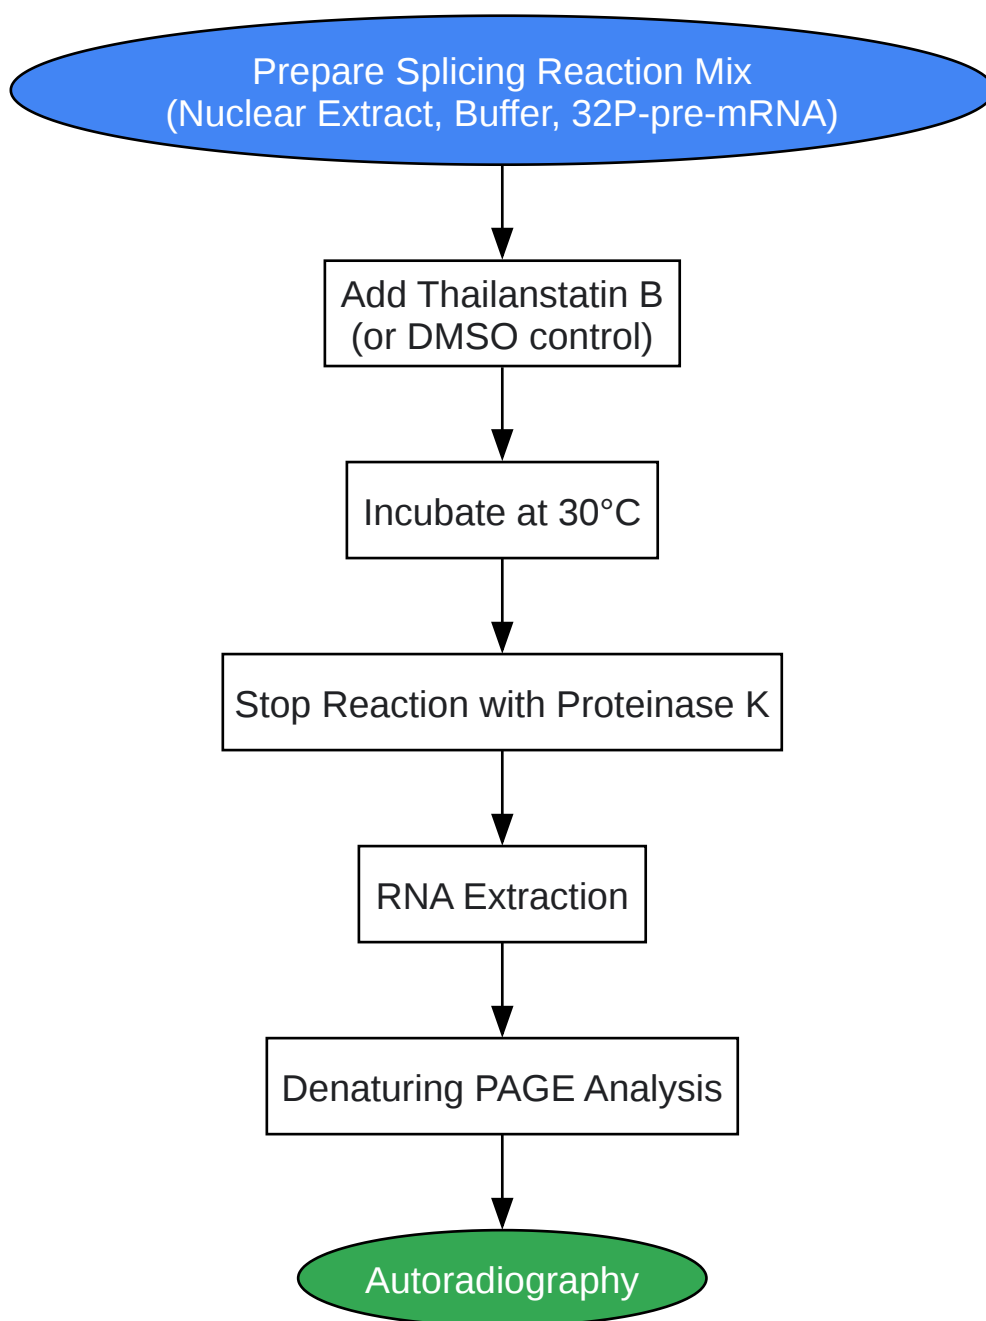 Prepare Splicing Reaction Mix
(Nuclear Extract, Buffer, 32P-pre-mRNA)
Add Thailanstatin B
(or DMSO control)
Incubate at 30°C
Stop Reaction with Proteinase K
RNA Extraction
Denaturing PAGE Analysis
Autoradiography